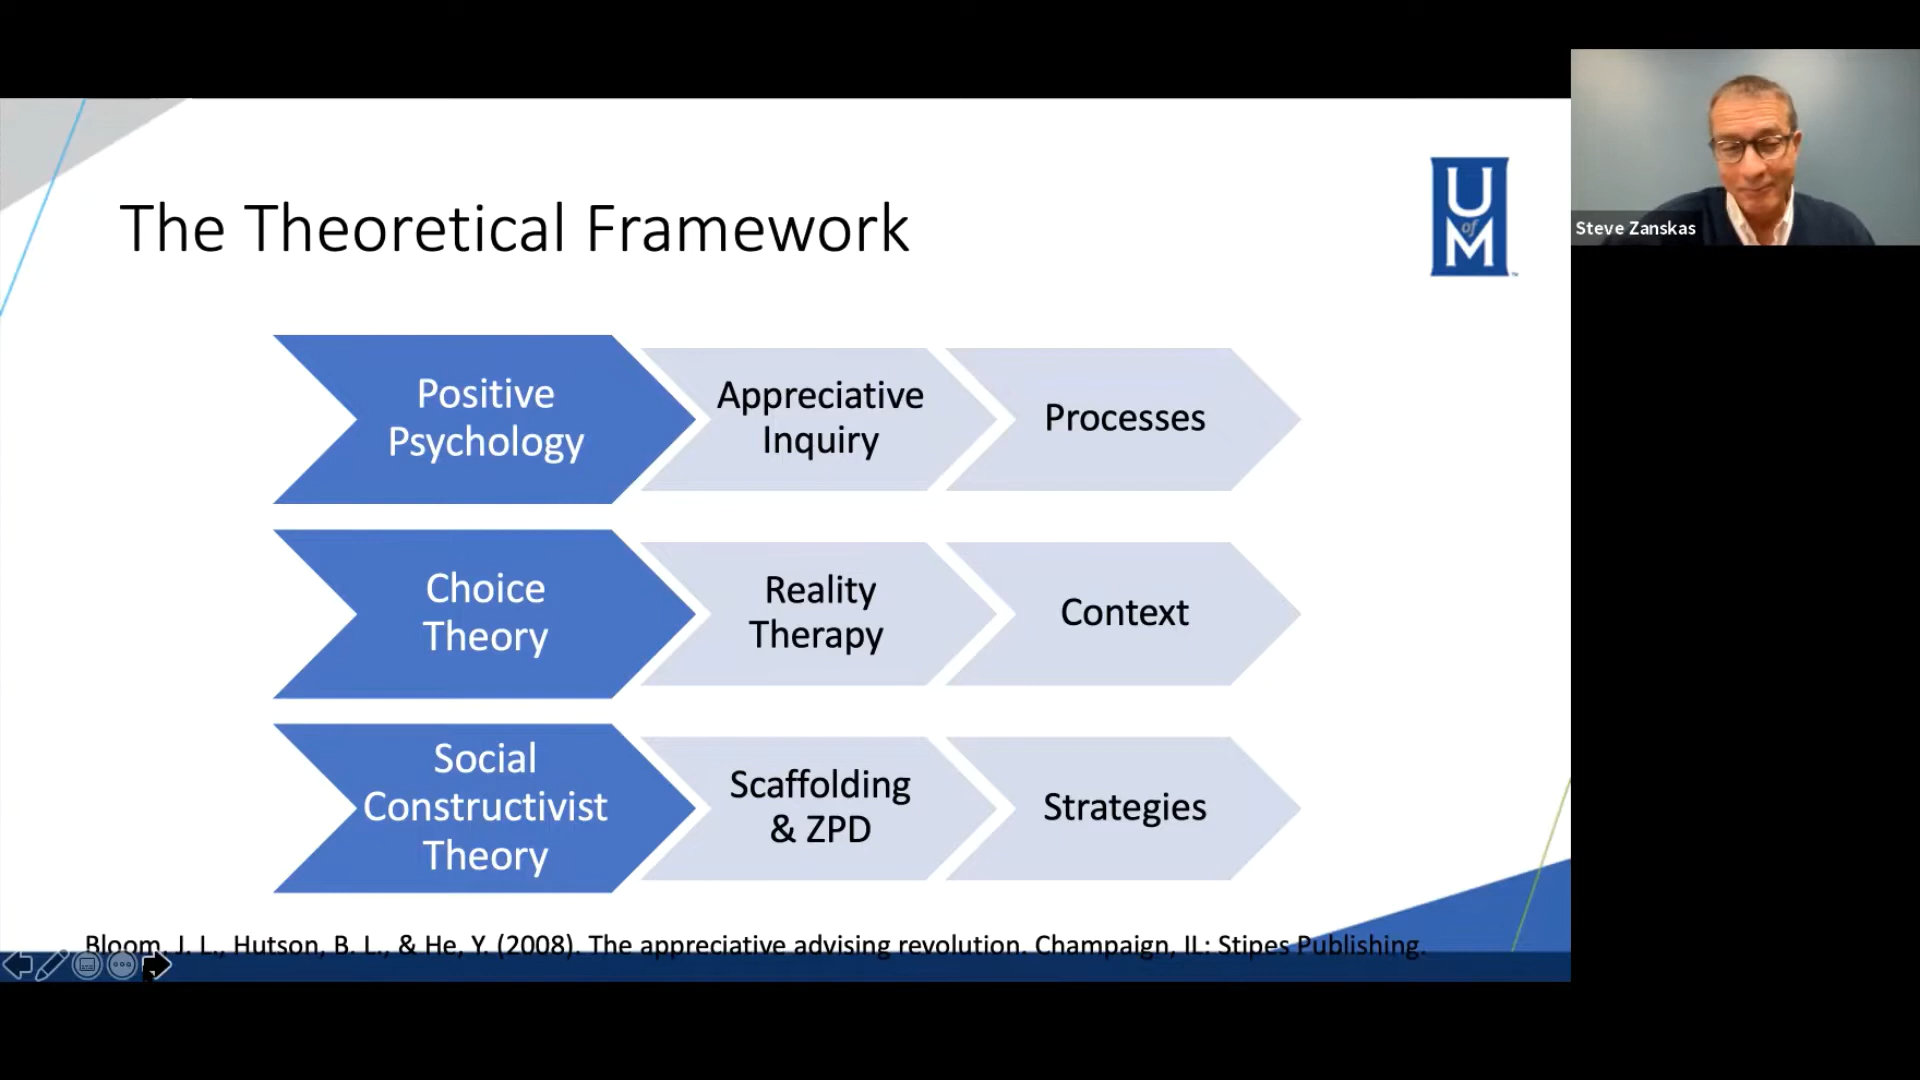 The Theoretical Framework
U
of
M
Steve Zanskas
Positive
Psychology
Appreciative
Inquiry
Processes
Choice
Theory
Reality
Therapy
Context
Social
Constructivist
Theory
Scaffolding
& ZPD
Strategies
Bloom, J. L., Hutson, B. L., & He, Y. (2008). The appreciative advising revolution. Champaign, IL: Stipes Publishing.